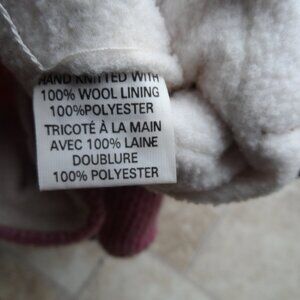 HAND KNITTED WITH
100% WOOL LINING
100%POLYESTER
TRICOTÉ À LA MAIN
AVEC 100% LAINE
DOUBLURE
100% POLYESTER